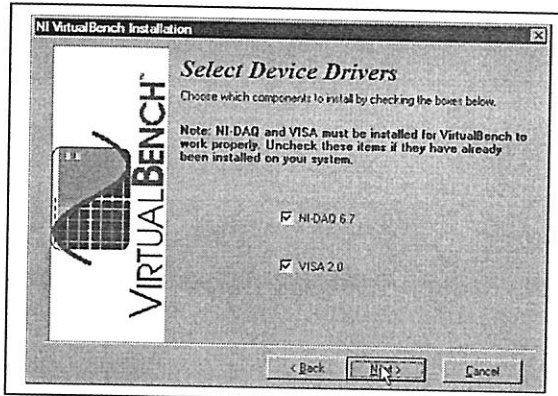 NI VirtualBench Installation
VIRTUALBENCH™
Select Device Drivers
Choose which components to install by checking the boxes below.
Note: NI-DAQ and VISA must be installed for VirtualBench to
work properly. Uncheck these items if they have already
been installed on your system.
NI-DAQ 6.7
VISA 2.0
< Back
Next >
Cancel